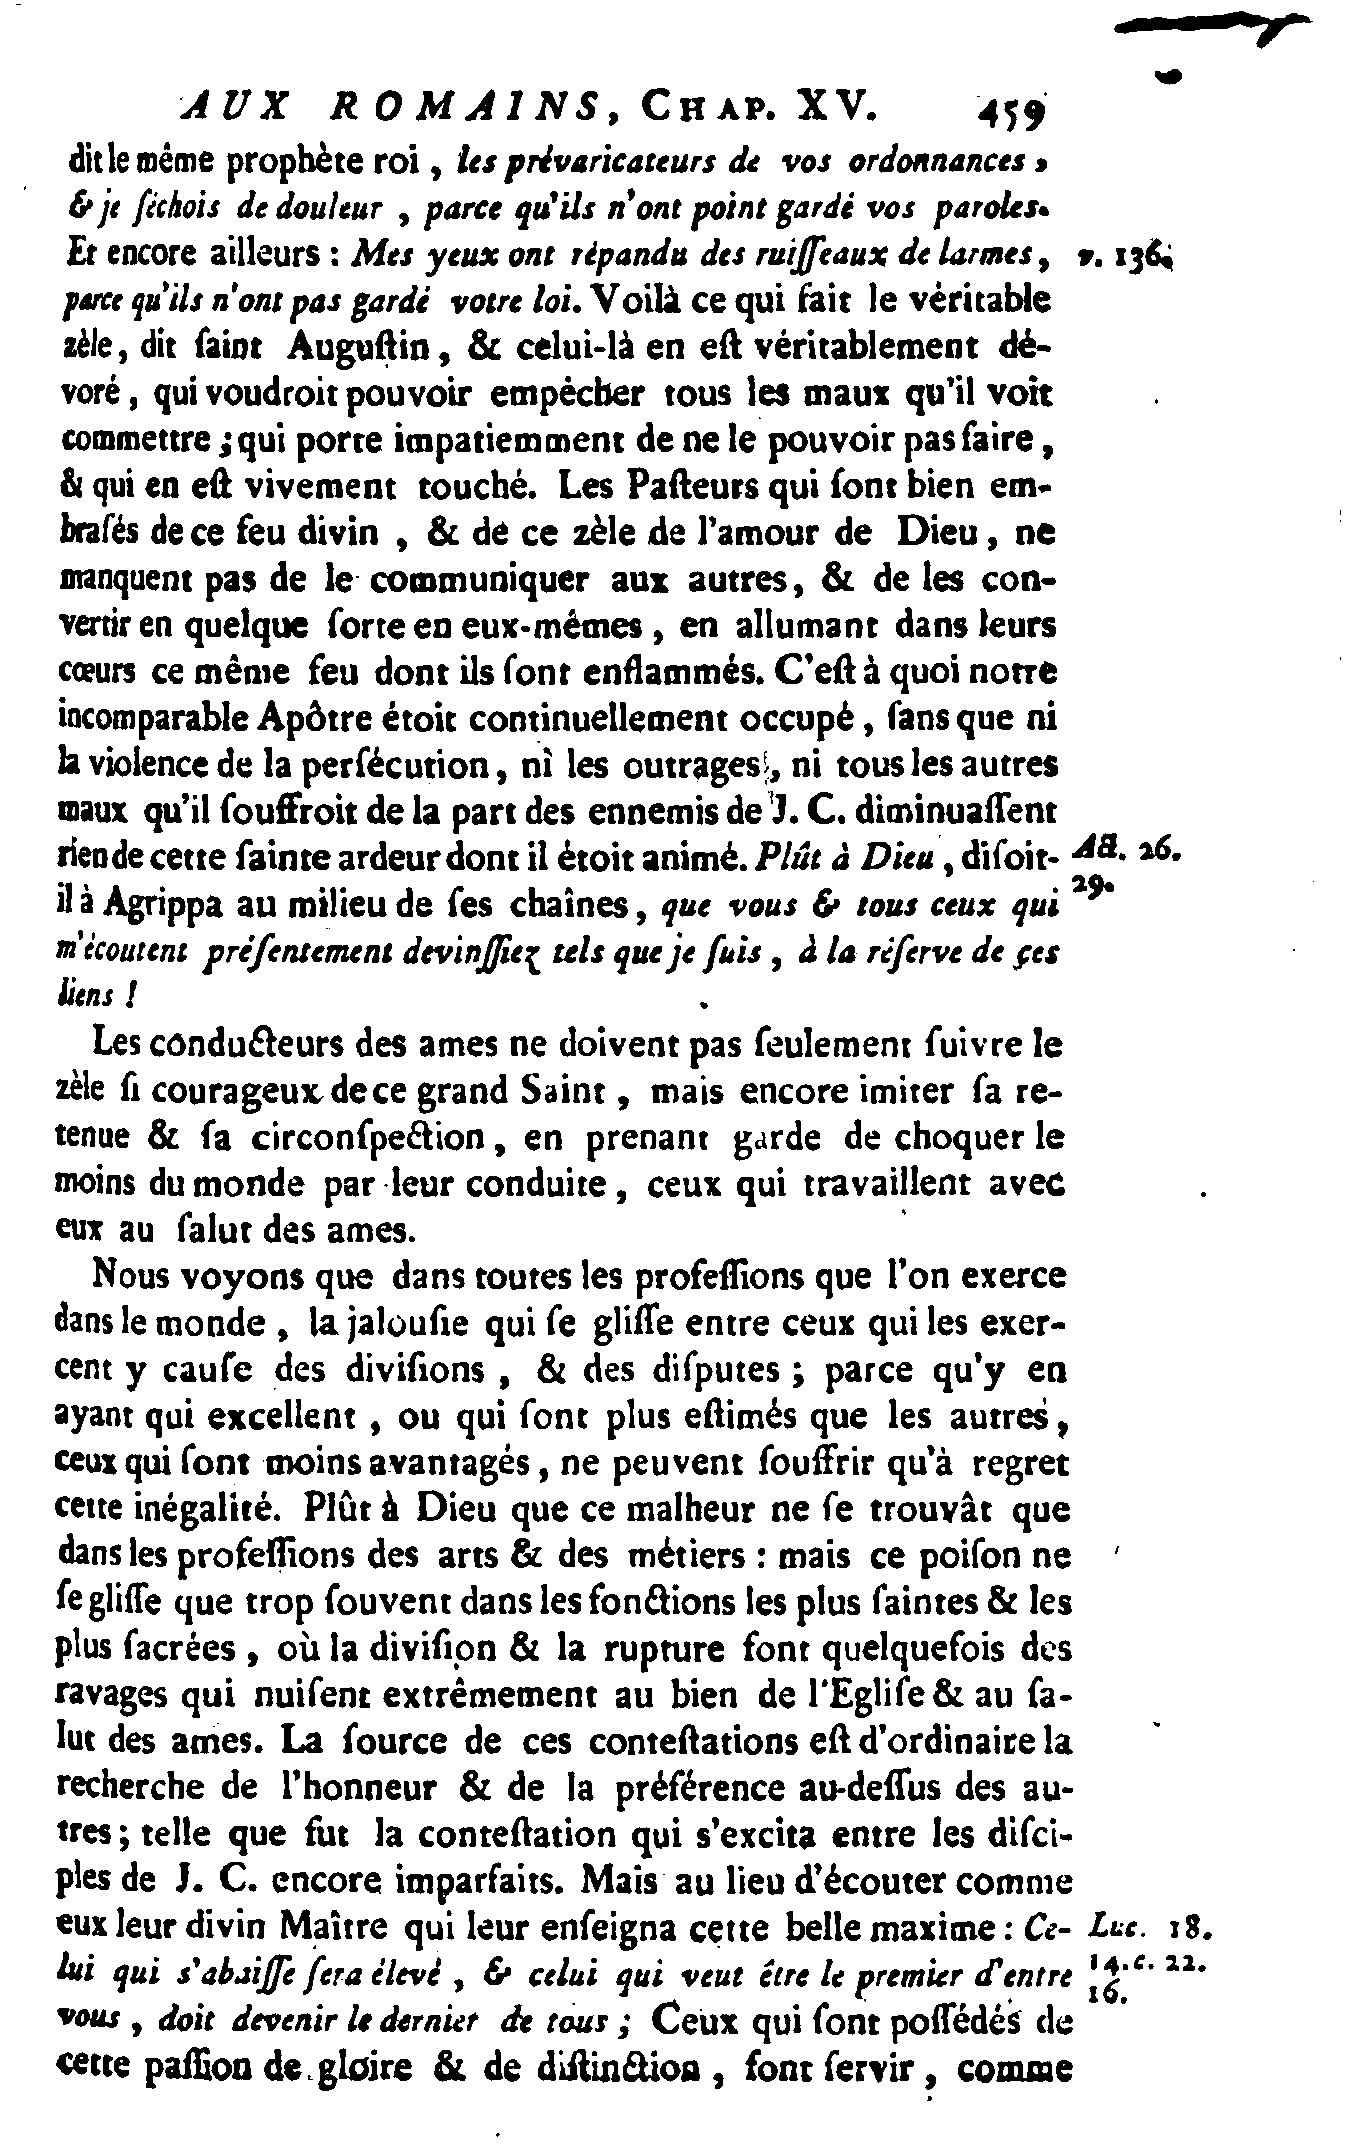 AUX ROMAINS, CHAP. XV. 459
dit le même prophète roi, les prévaricateurs de vos ordonnances,
& je ſéchois de douleur, parce qu'ils n'ont point gardé vos paroles.
Et encore ailleurs : Mes yeux ont répandu des ruiſſeaux de larmes, v. 136.
parce qu'ils n'ont pas gardé votre loi. Voilà ce qui fait le véritable
zèle, dit ſaint Auguſtin, & celui-là en eſt véritablement dé-
voré, qui voudroit pouvoir empêcher tous les maux qu'il voit
commettre ; qui porte impatiemment de ne le pouvoir pas faire,
& qui en eſt vivement touché. Les Paſteurs qui ſont bien em-
braſés de ce feu divin, & de ce zèle de l'amour de Dieu, ne
manquent pas de le communiquer aux autres, & de les con-
vertir en quelque ſorte en eux-mêmes, en allumant dans leurs
cœurs ce même feu dont ils ſont enflammés. C'eſt à quoi notre
incomparable Apôtre étoit continuellement occupé, ſans que ni
la violence de la perſécution, ni les outrages, ni tous les autres
maux qu'il ſouffroit de la part des ennemis de J. C. diminuaſſent
rien de cette ſainte ardeur dont il étoit animé. Plût à Dieu, diſoit- Act. 26.
il à Agrippa au milieu de ſes chaînes, que vous & tous ceux qui 29.
m'écoutent préſentement devinſſiez tels que je ſuis, à la réſerve de ces
liens !
Les conducteurs des ames ne doivent pas ſeulement ſuivre le
zèle ſi courageux de ce grand Saint, mais encore imiter ſa re-
tenue & ſa circonſpection, en prenant garde de choquer le
moins du monde par leur conduite, ceux qui travaillent avec
eux au ſalut des ames.
Nous voyons que dans toutes les profeſſions que l'on exerce
dans le monde, la jalouſie qui ſe gliſſe entre ceux qui les exer-
cent y cauſe des diviſions, & des diſputes ; parce qu'y en
ayant qui excellent, ou qui ſont plus eſtimés que les autres,
ceux qui ſont moins avantagés, ne peuvent ſouffrir qu'à regret
cette inégalité. Plût à Dieu que ce malheur ne ſe trouvât que
dans les profeſſions des arts & des métiers : mais ce poiſon ne
ſe gliſſe que trop ſouvent dans les fonctions les plus ſaintes & les
plus ſacrées, où la diviſion & la rupture font quelquefois des
ravages qui nuiſent extrêmement au bien de l'Egliſe & au ſa-
lut des ames. La ſource de ces conteſtations eſt d'ordinaire la
recherche de l'honneur & de la préférence au-deſſus des au-
tres ; telle que fut la conteſtation qui s'excita entre les diſci-
ples de J. C. encore imparfaits. Mais au lieu d'écouter comme
eux leur divin Maître qui leur enſeigna cette belle maxime : Ce- Luc. 18.
lui qui s'abaiſſe ſera élevé, & celui qui veut être le premier d'entre 14. c. 22.
vous, doit devenir le dernier de tous ; Ceux qui ſont poſſédés de 16.
cette paſſion de gloire & de diſtinction, font ſervir, comme